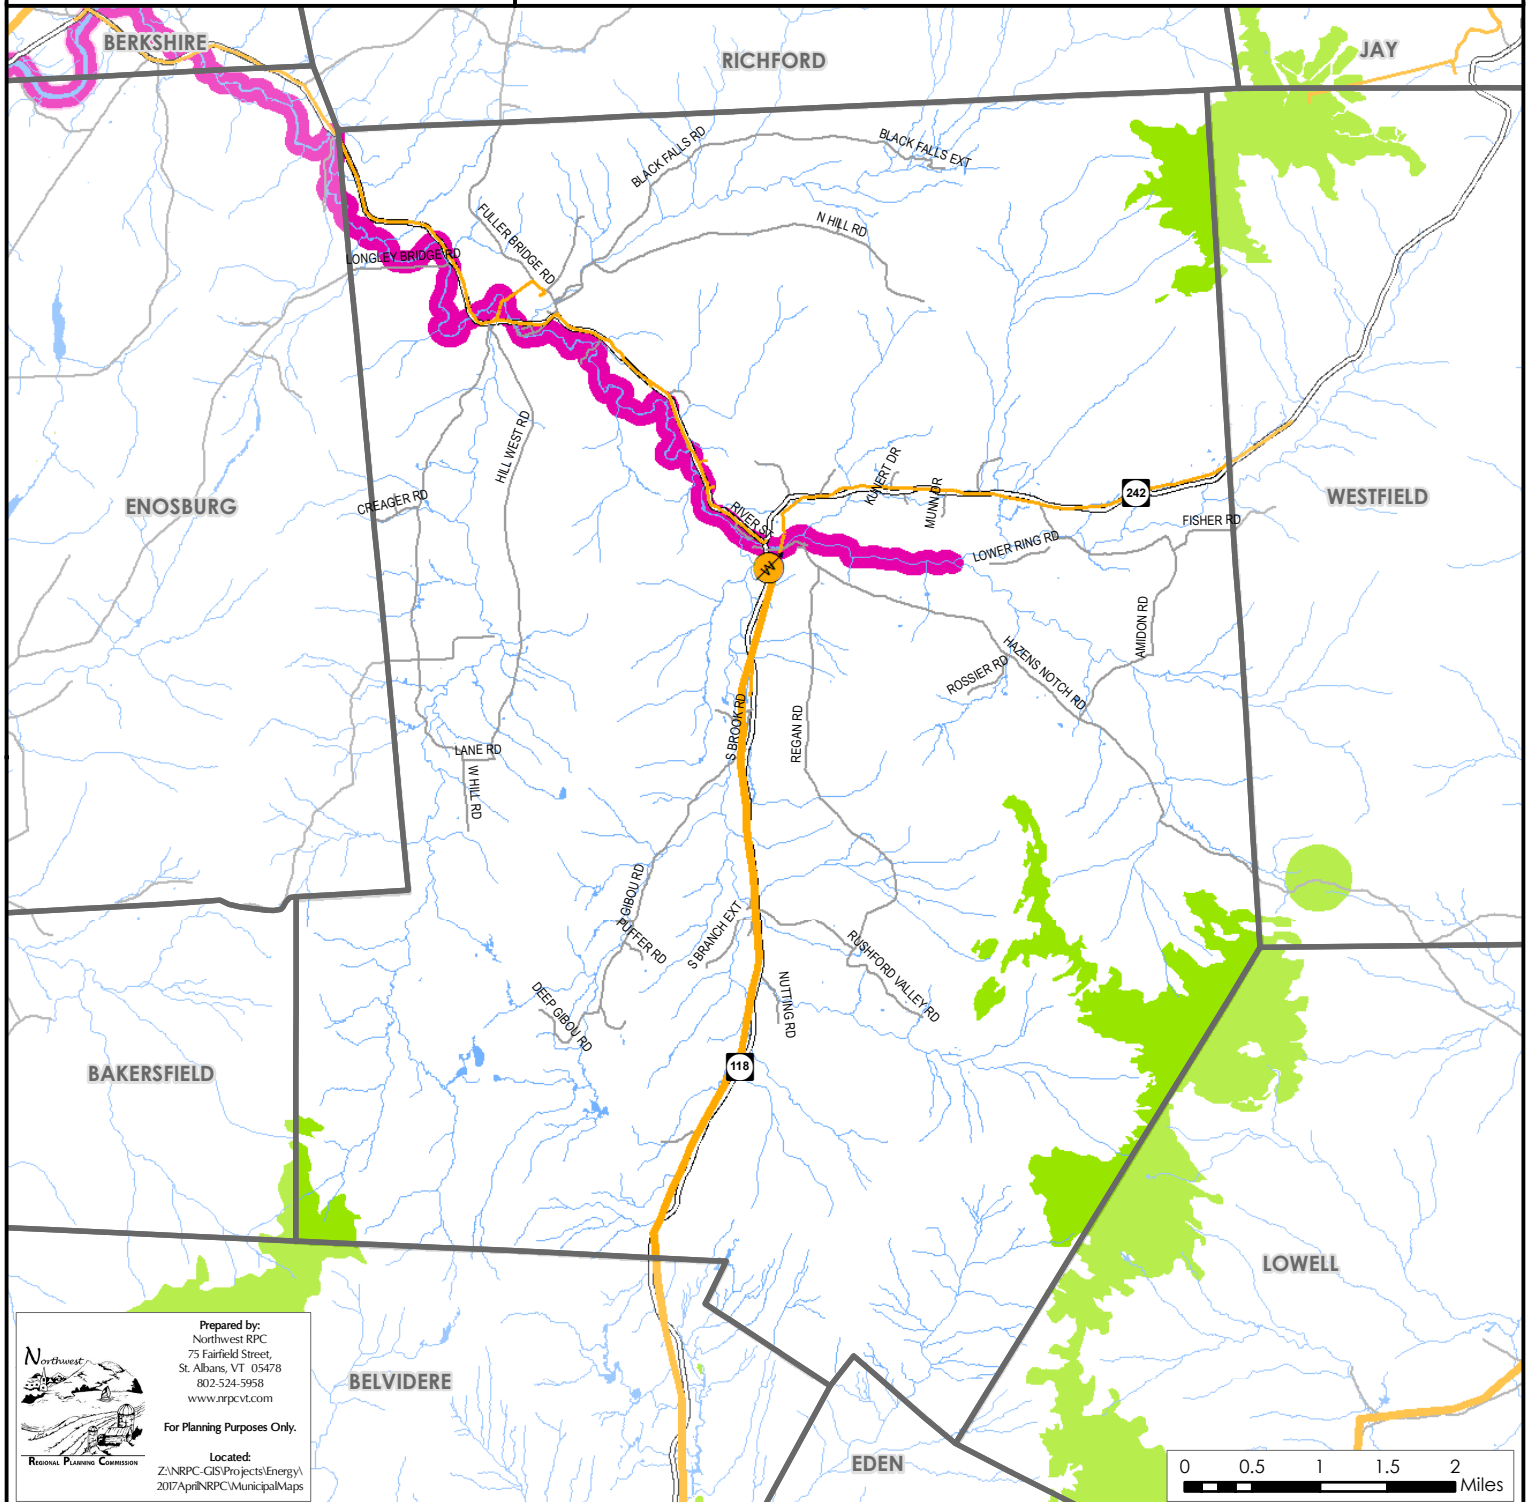 BERKSHIRE
RICHFORD
JAY
BLACK FALLS RD
BLACK FALLS EXT
FULLER BRIDGE RD
N HILL RD
LONGLEY BRIDGE RD
HILL WEST RD
CREAGER RD
ENOSBURG
KUNERT DR
MUNN DR
242
WESTFIELD
RIVER ST
FISHER RD
LOWER RING RD
W
AMIDON RD
HAZENS NOTCH RD
ROSSIER RD
S BROOK RD
REGAN RD
LANE RD
W HILL RD
GIBOU RD
PUFFER RD
S BRANCH EXT
RUSHFORD VALLEY RD
DEEP GIBOU RD
NUTTING RD
118
BAKERSFIELD
LOWELL
BELVIDERE
EDEN
Northwest
REGIONAL PLANNING COMMISSION
Prepared by:
Northwest RPC
75 Fairfield Street,
St. Albans, VT 05478
802-524-5958
www.nrpcvt.com
For Planning Purposes Only.
Located:
Z:\NRPC-GIS\Projects\Energy\
2017AprilNRPC\MunicipalMaps
0 0.5 1 1.5 2
Miles